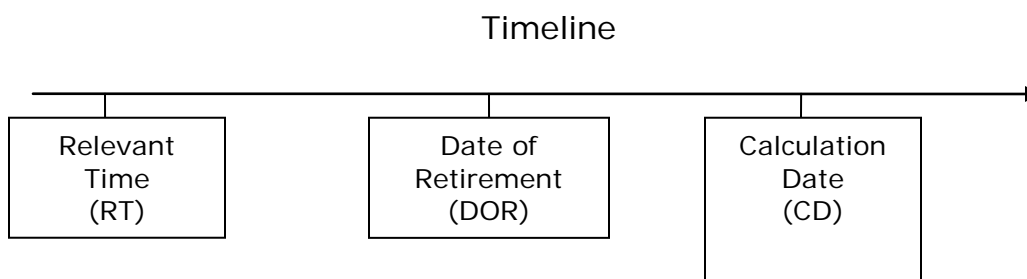 Timeline
Relevant
Time
(RT)
Date of
Retirement
(DOR)
Calculation
Date
(CD)